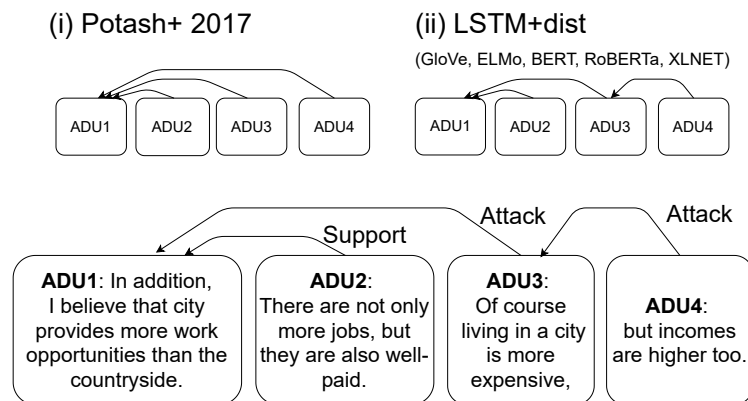 (i) Potash+ 2017
(ii) LSTM+dist
(GloVe, ELMo, BERT, RoBERTa, XLNET)
ADU1
ADU2
ADU3
ADU4
ADU1
ADU2
ADU3
ADU4
Support
Attack
Attack
ADU1: In addition,
I believe that city
provides more work
opportunities than the
countryside.
ADU2:
There are not only
more jobs, but
they are also well-
paid.
ADU3:
Of course
living in a city
is more
expensive,
ADU4:
but incomes
are higher too.